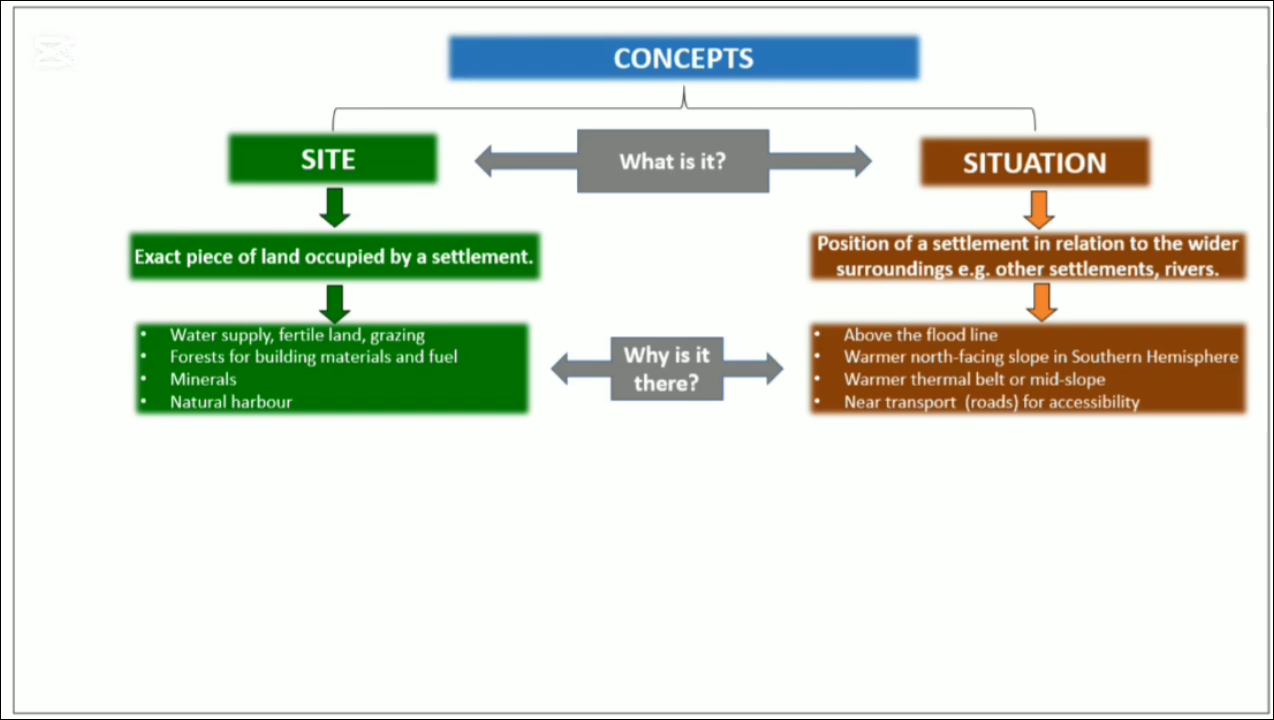 CONCEPTS
SITE
What is it?
SITUATION
Exact piece of land occupied by a settlement.
Position of a settlement in relation to the wider
surroundings e.g. other settlements, rivers.
• Water supply, fertile land, grazing
• Forests for building materials and fuel
• Minerals
• Natural harbour
Why is it
there?
• Above the flood line
• Warmer north-facing slope in Southern Hemisphere
• Warmer thermal belt or mid-slope
• Near transport (roads) for accessibility